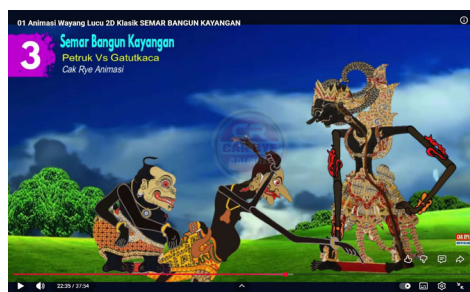 01 Animasi Wayang Lucu 2D Klasik SEMAR BANGUN KAYANGAN
3
Semar Bangun Kayangan
Petruk Vs Gatutkaca
Cak Rye Animasi
22:35 / 37:54